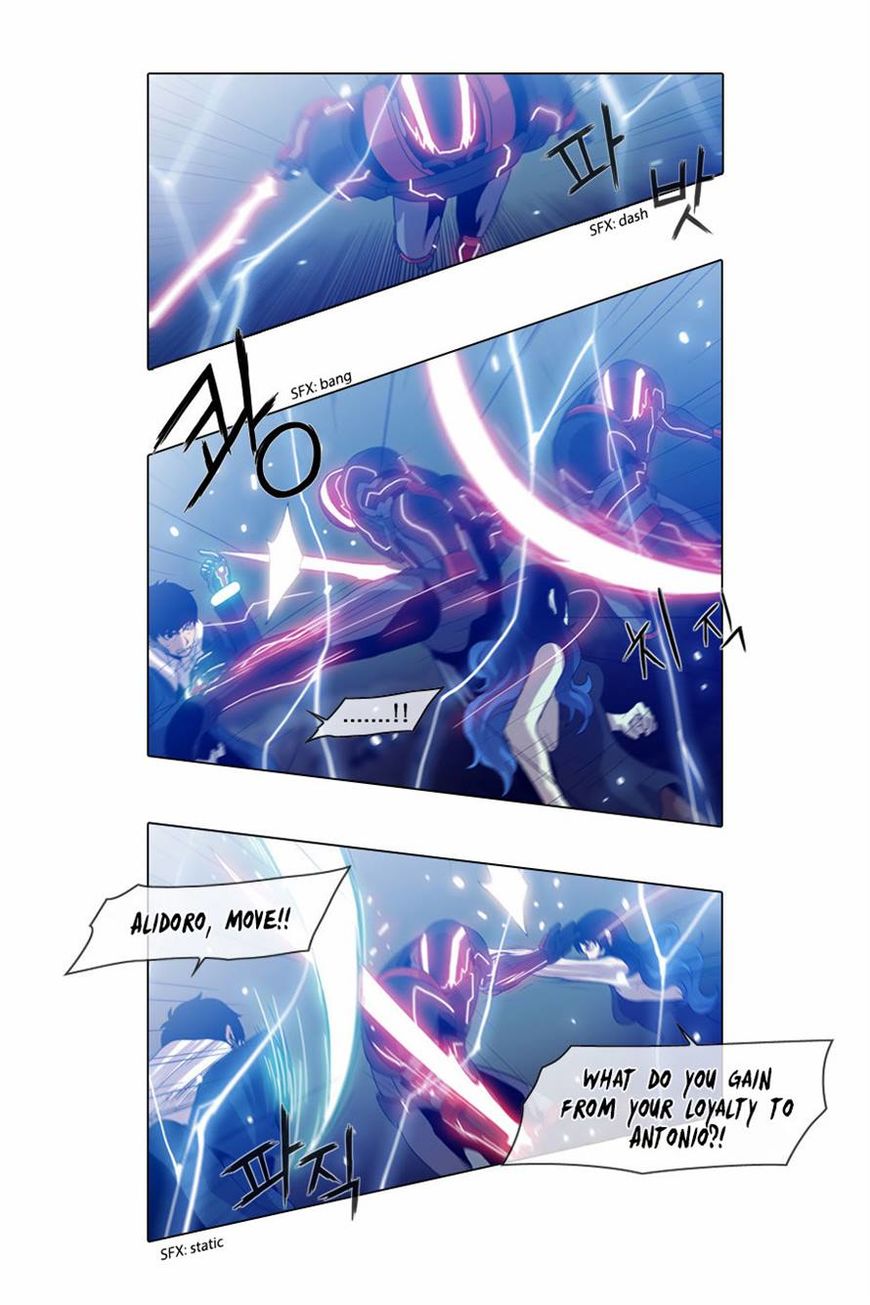 파
밧
SFX: dash
쾅
SFX: bang
치직
.......!!
ALIDORO, MOVE!!
WHAT DO YOU GAIN
FROM YOUR LOYALTY TO
ANTONIO?!
파직
SFX: static